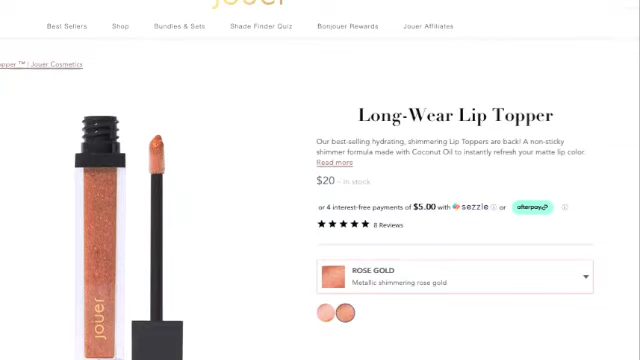 jouer
Best Sellers Shop Bundles & Sets Shade Finder Quiz Bonjouer Rewards Jouer Affiliates
Jouer Cosmetics
Long-Wear Lip Topper
Our best-selling hydrating, shimmering Lip Toppers are back! A non-sticky
shimmer formula made with Coconut Oil to instantly refresh your matte lip color.
Read more
$20 – in stock
or 4 interest-free payments of $5.00 with sezzle or afterpay
8 Reviews
ROSE GOLD
Metallic shimmering rose gold
jouer